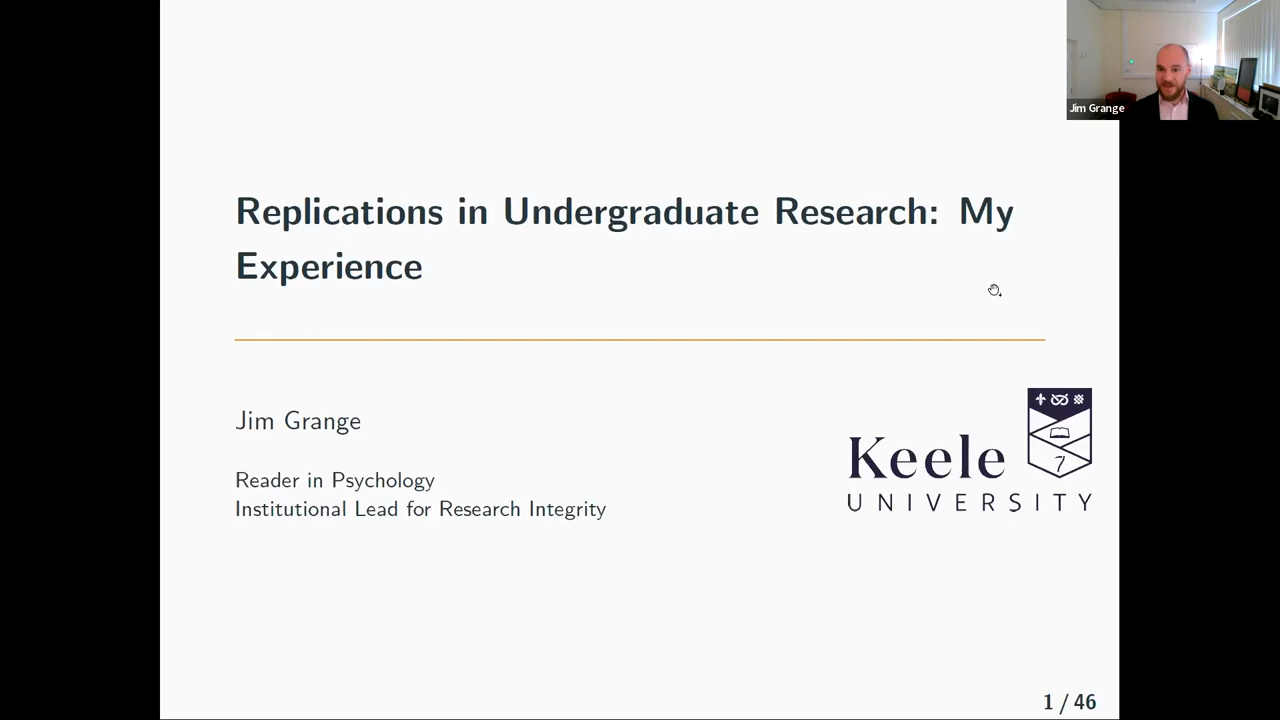 Jim Grange
Replications in Undergraduate Research: My
Experience
Jim Grange
Reader in Psychology
Institutional Lead for Research Integrity
Keele
UNIVERSITY
1 / 46